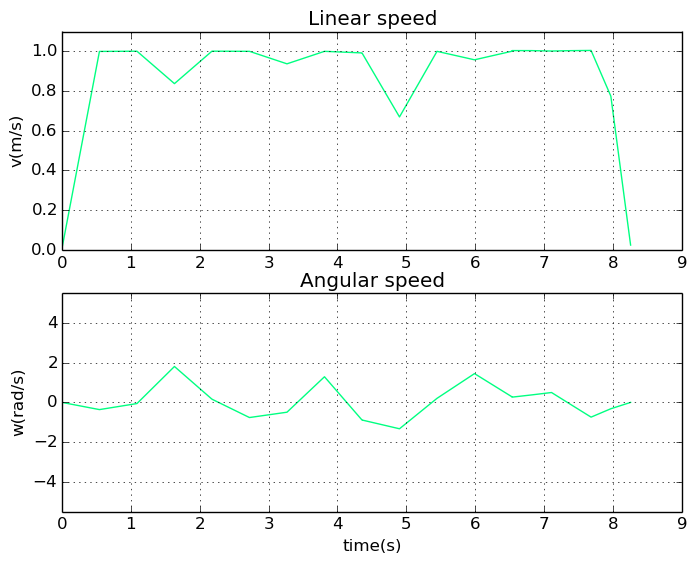 Linear speed
1.0
0.8
0.6
0.4
0.2
0.0
v(m/s)
0 1 2 3 4 5 6 7 8 9
Angular speed
4
2
0
−2
−4
w(rad/s)
0 1 2 3 4 5 6 7 8 9
time(s)